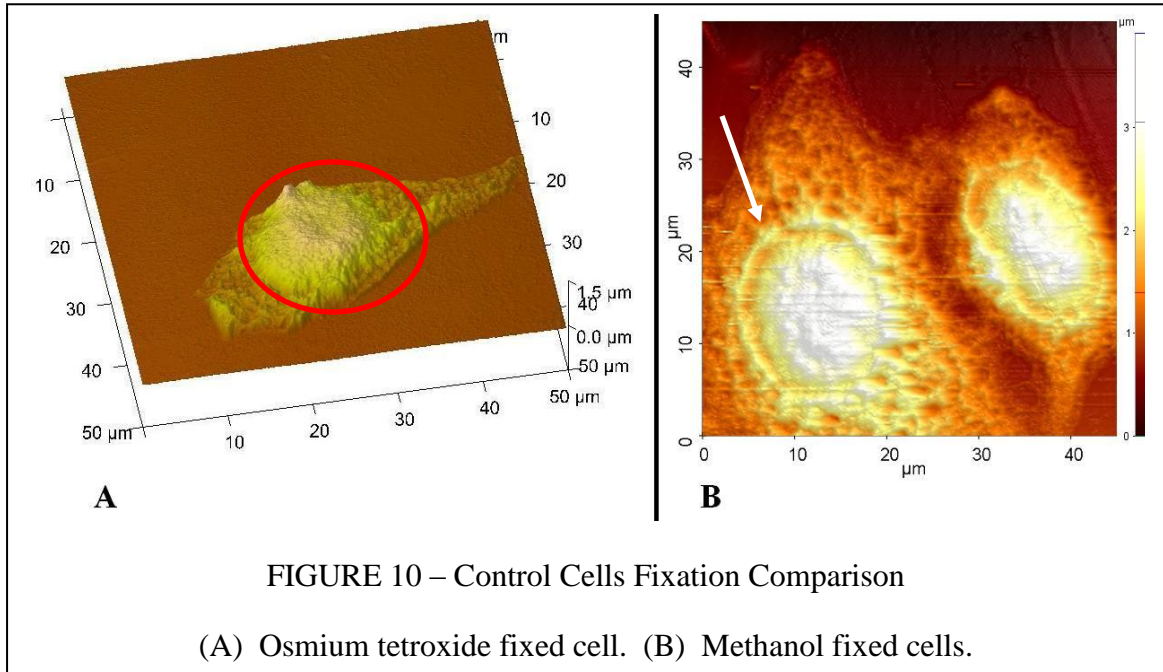 m
10
10
20
20
30
30
1.5 µm
40
0.0 µm
40
50 µm
50 µm
50 µm
10
20
30
40
A
µm
40
3
30
µm
2
20
1
10
0
0
0
10
20
30
40
µm
B
FIGURE 10 – Control Cells Fixation Comparison
(A) Osmium tetroxide fixed cell. (B) Methanol fixed cells.